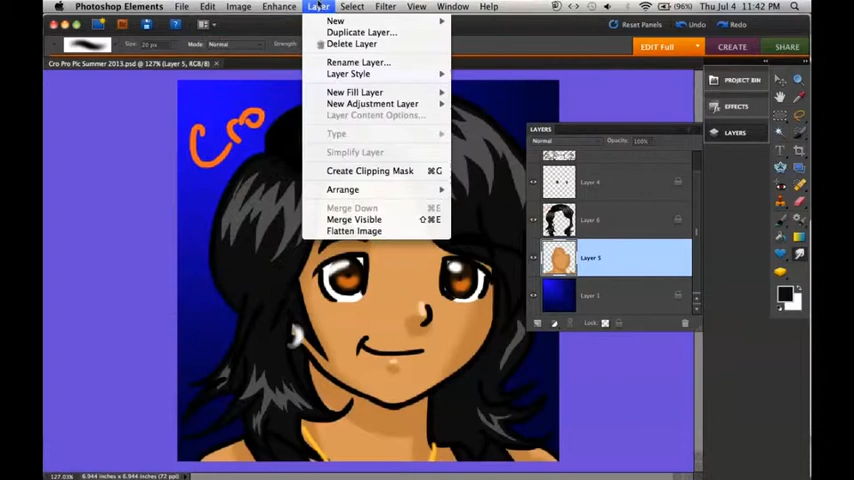 Photoshop Elements File Edit Image Enhance Layer Select Filter View Window Help (96%) Thu Jul 4 11:42 PM
Reset Panels Undo Redo
Size: 20 px Mode: Normal Strength: EDIT Full CREATE SHARE
Cro Pro Pic Summer 2013.psd @ 127% (Layer 5, RGB/8)
New
Duplicate Layer...
Delete Layer
Rename Layer...
Layer Style
New Fill Layer
New Adjustment Layer
Layer Content Options...
Type
Simplify Layer
Create Clipping Mask ⌘G
Arrange
Merge Down ⌘E
Merge Visible ⇧⌘E
Flatten Image
Cro
PROJECT BIN
EFFECTS
LAYERS
LAYERS
Normal Opacity: 100%
Layer 4
Layer 6
Layer 5
Layer 1
Lock:
127.03% 6.944 inches x 6.944 inches (72 ppi)